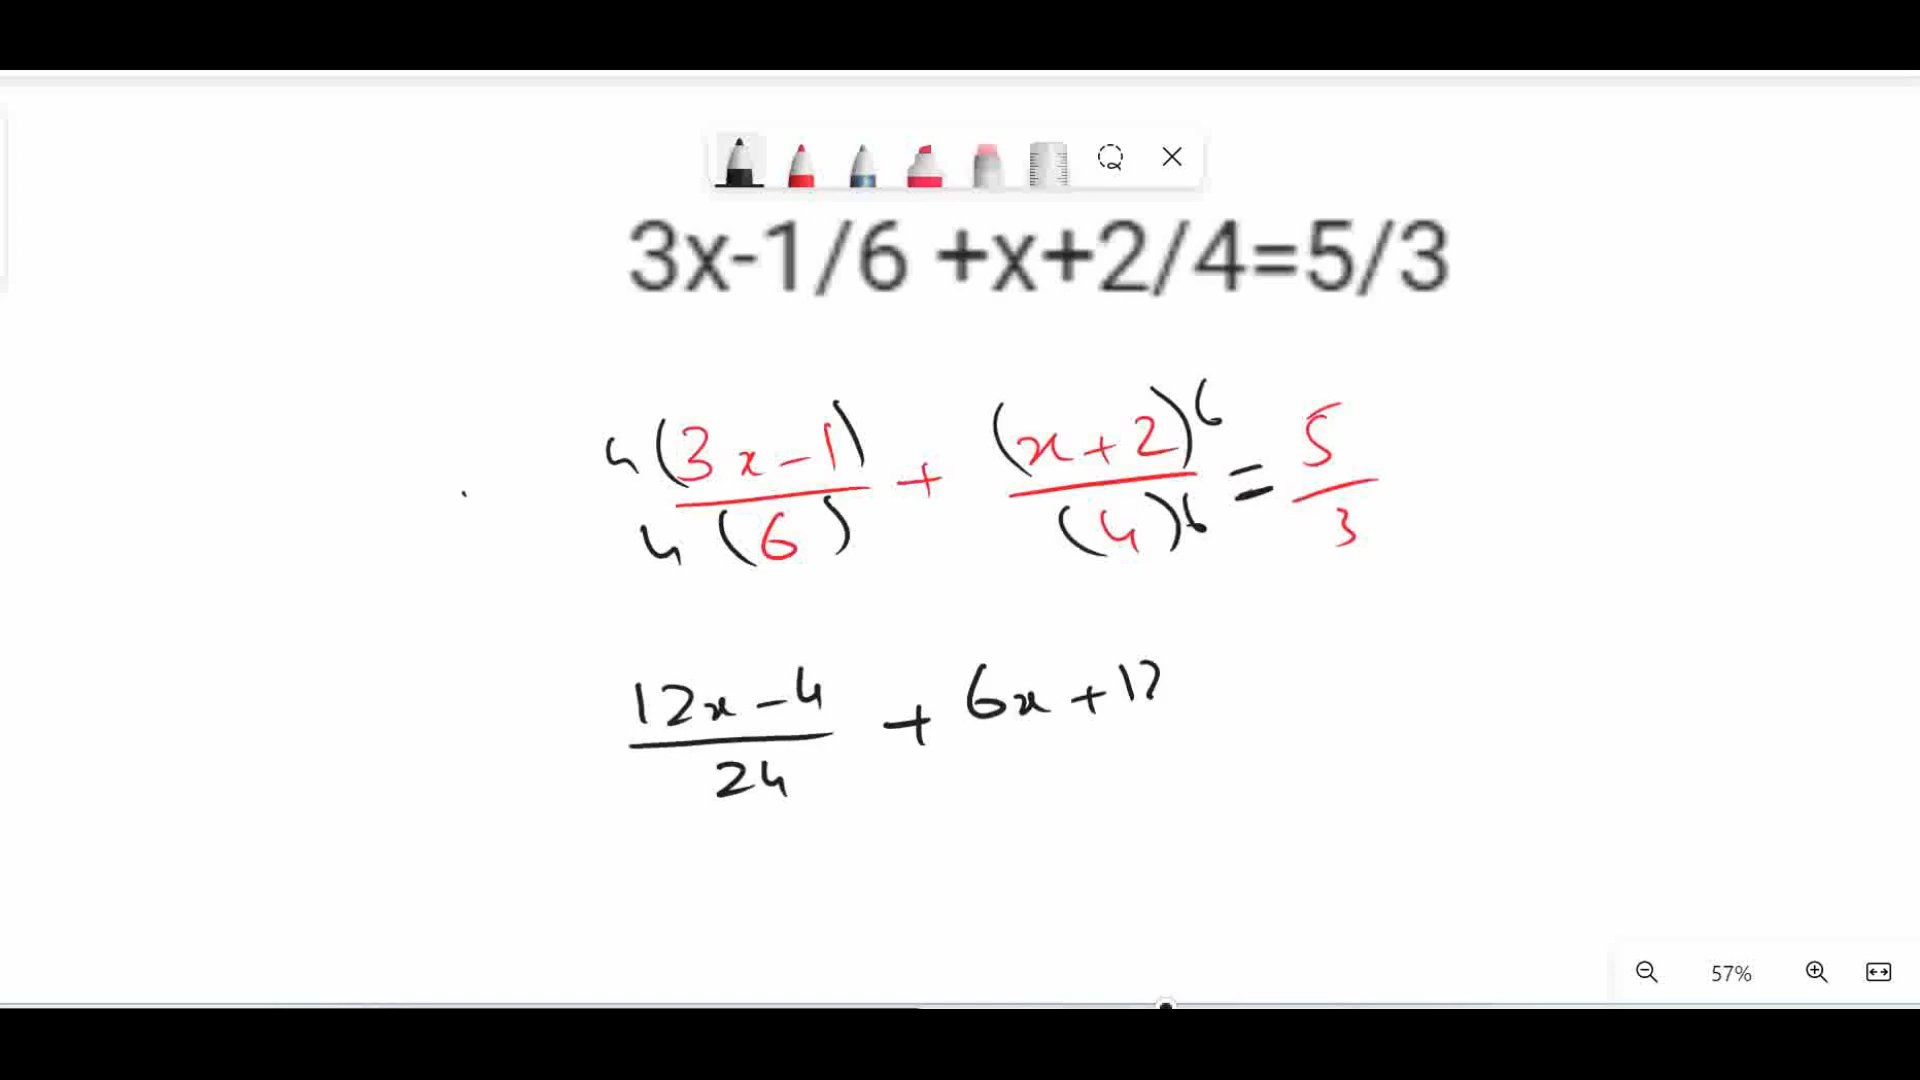 3x-1/6 +x+2/4=5/3
4(3x-1)/4(6) + (x+2)6/(4)6 = 5/3
12x-4/24 + 6x+12
57%